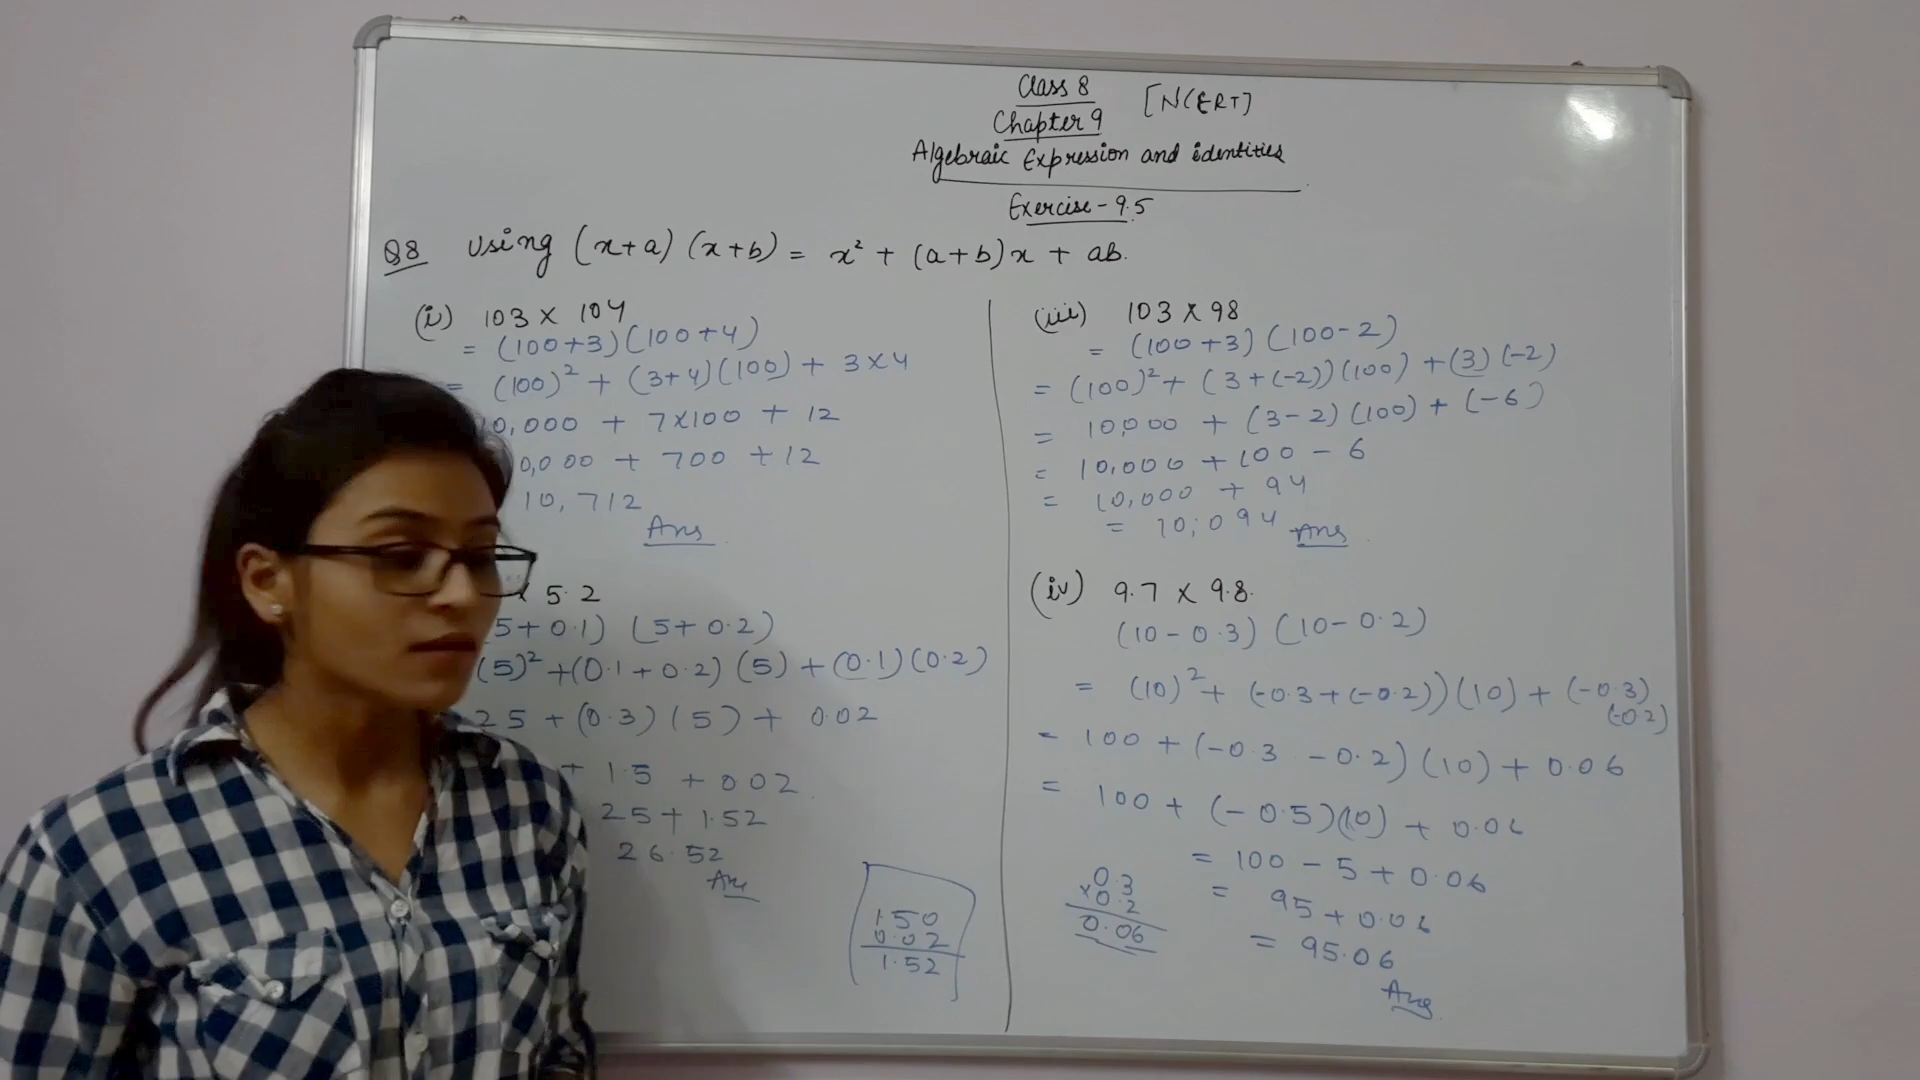 Class 8
[NCERT]
Chapter 9
Algebraic Expression and identities
Exercise - 9.5
Q8 Using (x+a) (x+b) = x² + (a+b)x + ab.
(i) 103 × 104
= (100+3)(100+4)
= (100)² + (3+4)(100) + 3×4
0,000 + 7×100 + 12
0,000 + 700 + 12
10,712
Ans
× 5.2
5+0.1) (5+0.2)
(5)² +(0.1+0.2) (5) + (0.1)(0.2)
25 + (0.3)(5) + 0.02
+ 1.5 + 0.02
25 + 1.52
26.52
Ans
1.50
0.02
1.52
(iii) 103 × 98
= (100+3) (100-2)
= (100)² + (3+(-2))(100) + (3)(-2)
= 10,000 + (3-2)(100) + (-6)
= 10,000 + 100 - 6
= 10,000 + 94
= 10,094 Ans
(iv) 9.7 × 9.8.
(10-0.3) (10-0.2)
= (10)² + (-0.3+(-0.2))(10) + (-0.3)
(-0.2)
= 100 + (-0.3 - 0.2)(10) + 0.06
= 100 + (-0.5)(10) + 0.06
= 100 - 5 + 0.06
= 95 + 0.06
= 95.06
Ans
0.3
×0.2
0.06